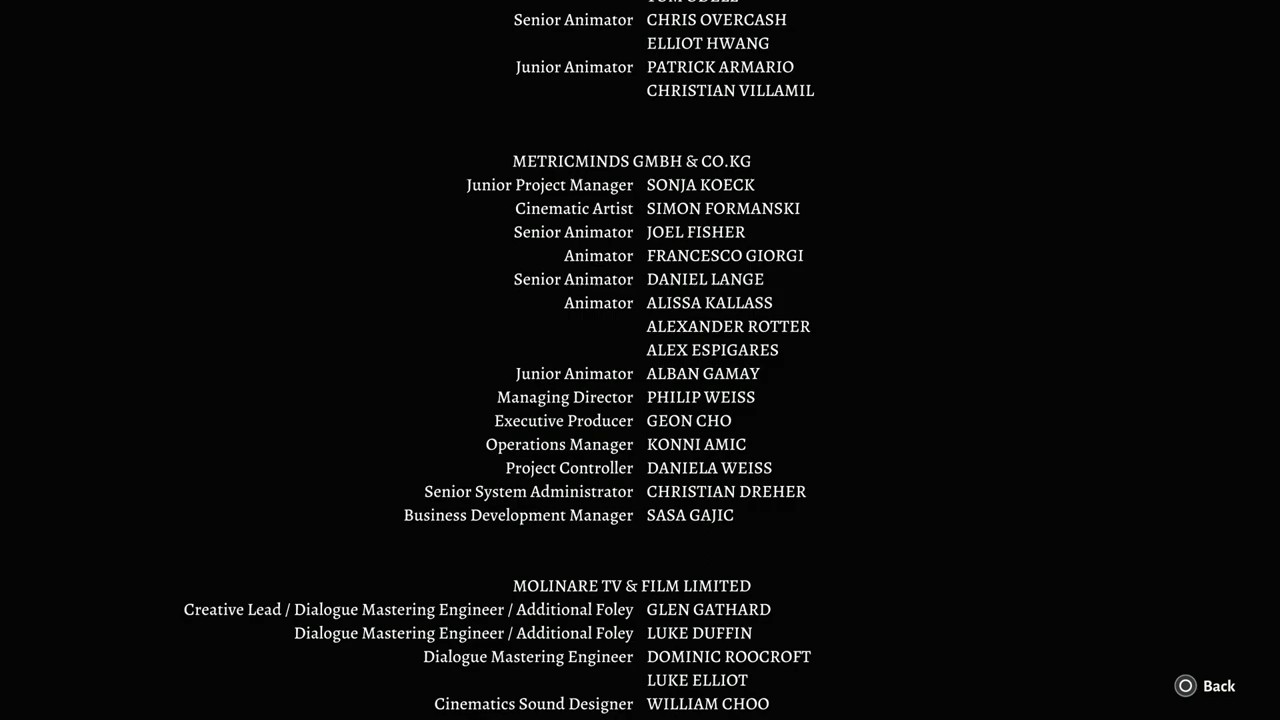 Senior Animator CHRIS OVERCASH
ELLIOT HWANG
Junior Animator PATRICK ARMARIO
CHRISTIAN VILLAMIL
METRICMINDS GMBH & CO.KG
Junior Project Manager SONJA KOECK
Cinematic Artist SIMON FORMANSKI
Senior Animator JOEL FISHER
Animator FRANCESCO GIORGI
Senior Animator DANIEL LANGE
Animator ALISSA KALLASS
ALEXANDER ROTTER
ALEX ESPIGARES
Junior Animator ALBAN GAMAY
Managing Director PHILIP WEISS
Executive Producer GEON CHO
Operations Manager KONNI AMIC
Project Controller DANIELA WEISS
Senior System Administrator CHRISTIAN DREHER
Business Development Manager SASA GAJIC
MOLINARE TV & FILM LIMITED
Creative Lead / Dialogue Mastering Engineer / Additional Foley GLEN GATHARD
Dialogue Mastering Engineer / Additional Foley LUKE DUFFIN
Dialogue Mastering Engineer DOMINIC ROOCROFT
LUKE ELLIOT
Cinematics Sound Designer WILLIAM CHOO
Back